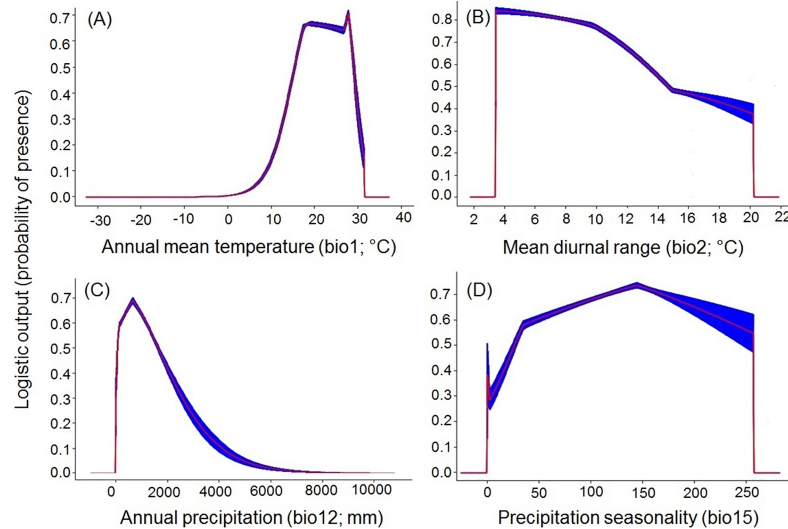 Logistic output (probability of presence)
(A)
0.7
0.6
0.5
0.4
0.3
0.2
0.1
0.0
-30 -20 -10 0 10 20 30 40
Annual mean temperature (bio1; °C)
(B)
0.8
0.7
0.6
0.5
0.4
0.3
0.2
0.1
0.0
2 4 6 8 10 12 14 16 18 20 22
Mean diurnal range (bio2; °C)
(C)
0.7
0.6
0.5
0.4
0.3
0.2
0.1
0.0
0 2000 4000 6000 8000 10000
Annual precipitation (bio12; mm)
(D)
0.7
0.6
0.5
0.4
0.3
0.2
0.1
0.0
0 50 100 150 200 250
Precipitation seasonality (bio15)